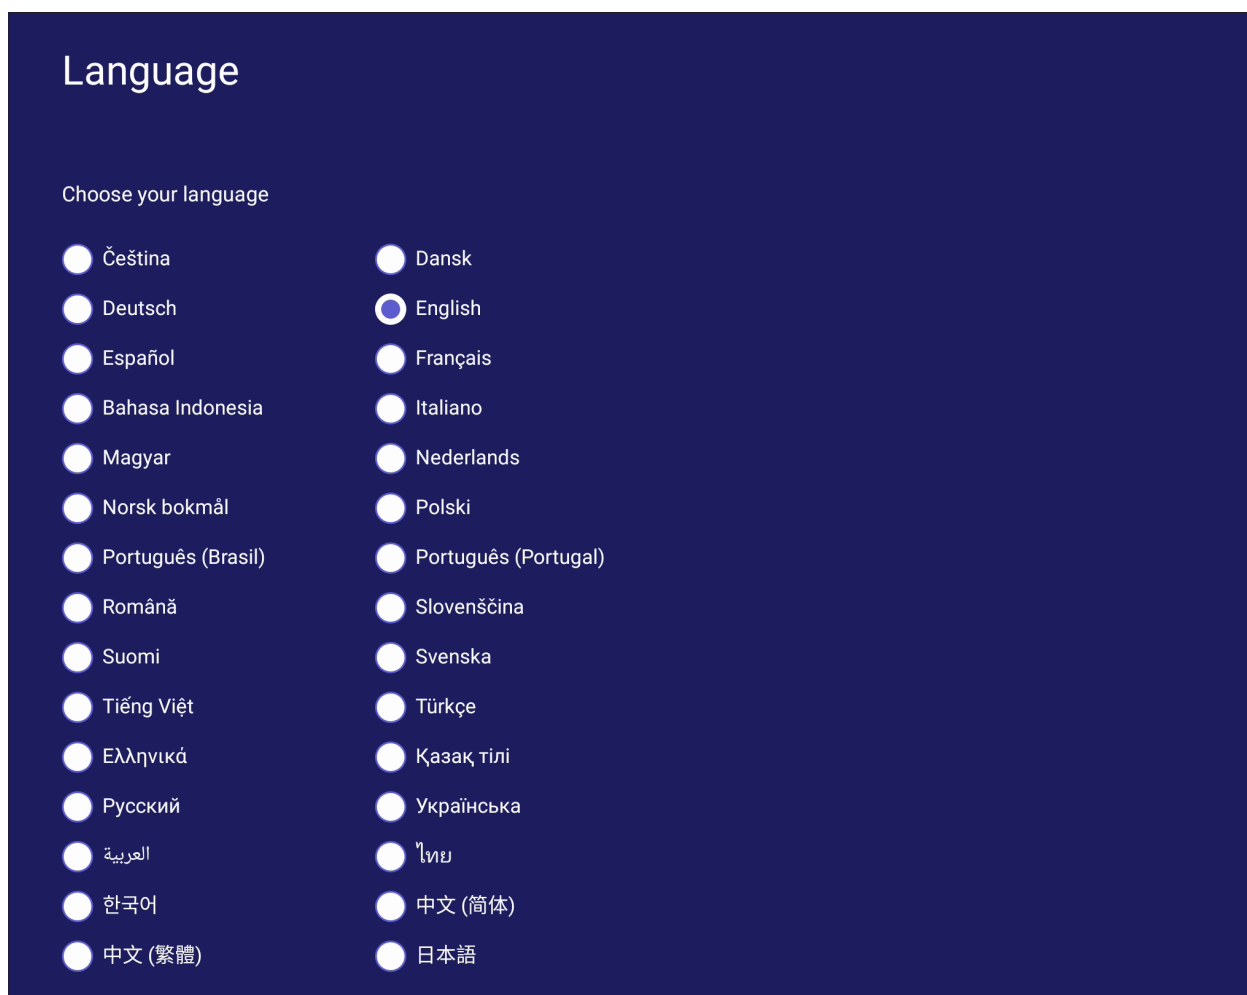 Language
Choose your language
Čeština
Dansk
Deutsch
English
Español
Français
Bahasa Indonesia
Italiano
Magyar
Nederlands
Norsk bokmål
Polski
Português (Brasil)
Português (Portugal)
Română
Slovenščina
Suomi
Svenska
Tiếng Việt
Türkçe
Ελληνικά
Қазақ тілі
Русский
Українська
العربية
ไทย
한국어
中文 (简体)
中文 (繁體)
日本語